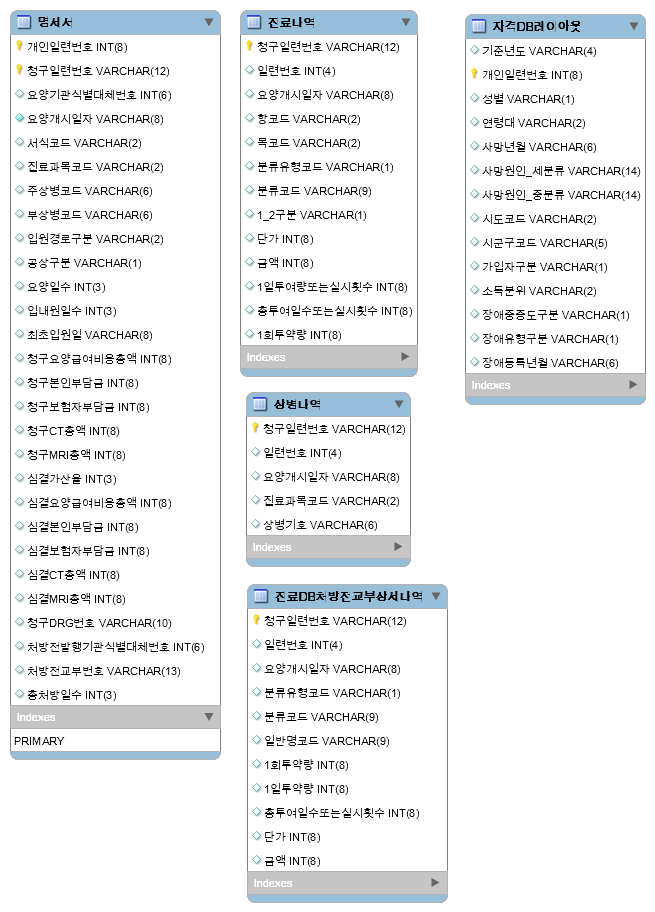 명세서
개인일련번호 INT(8)
청구일련번호 VARCHAR(12)
요양기관식별대체번호 INT(6)
요양개시일자 VARCHAR(8)
서식코드 VARCHAR(2)
진료과목코드 VARCHAR(2)
주상병코드 VARCHAR(6)
부상병코드 VARCHAR(6)
입원경로구분 VARCHAR(2)
공상구분 VARCHAR(1)
요양일수 INT(3)
입내원일수 INT(3)
최초입원일 VARCHAR(8)
청구요양급여비용총액 INT(8)
청구본인부담금 INT(8)
청구보험자부담금 INT(8)
청구CT총액 INT(8)
청구MRI총액 INT(8)
심결가산율 INT(3)
심결요양급여비용총액 INT(8)
심결본인부담금 INT(8)
심결보험자부담금 INT(8)
심결CT총액 INT(8)
심결MRI총액 INT(8)
청구DRG번호 VARCHAR(10)
처방전발행기관식별대체번호 INT(6)
처방전교부번호 VARCHAR(13)
총처방일수 INT(3)
Indexes
PRIMARY
진료내역
청구일련번호 VARCHAR(12)
일련번호 INT(4)
요양개시일자 VARCHAR(8)
항코드 VARCHAR(2)
목코드 VARCHAR(2)
분류유형코드 VARCHAR(1)
분류코드 VARCHAR(9)
1_2구분 VARCHAR(1)
단가 INT(8)
금액 INT(8)
1일투여량또는실시횟수 INT(8)
총투여일수또는실시횟수 INT(8)
1회투약량 INT(8)
Indexes
상병내역
청구일련번호 VARCHAR(12)
일련번호 INT(4)
요양개시일자 VARCHAR(8)
진료과목코드 VARCHAR(2)
상병기호 VARCHAR(6)
Indexes
진료DB처방전교부상세내역
청구일련번호 VARCHAR(12)
일련번호 INT(4)
요양개시일자 VARCHAR(8)
분류유형코드 VARCHAR(1)
분류코드 VARCHAR(9)
일반명코드 VARCHAR(9)
1회투약량 INT(8)
1일투약량 INT(8)
총투여일수또는실시횟수 INT(8)
단가 INT(8)
금액 INT(8)
Indexes
자격DB레이아웃
기준년도 VARCHAR(4)
개인일련번호 INT(8)
성별 VARCHAR(1)
연령대 VARCHAR(2)
사망년월 VARCHAR(6)
사망원인_세분류 VARCHAR(14)
사망원인_중분류 VARCHAR(14)
시도코드 VARCHAR(2)
시군구코드 VARCHAR(5)
가입자구분 VARCHAR(1)
소득분위 VARCHAR(2)
장애중증도구분 VARCHAR(1)
장애유형구분 VARCHAR(1)
장애등록년월 VARCHAR(6)
Indexes